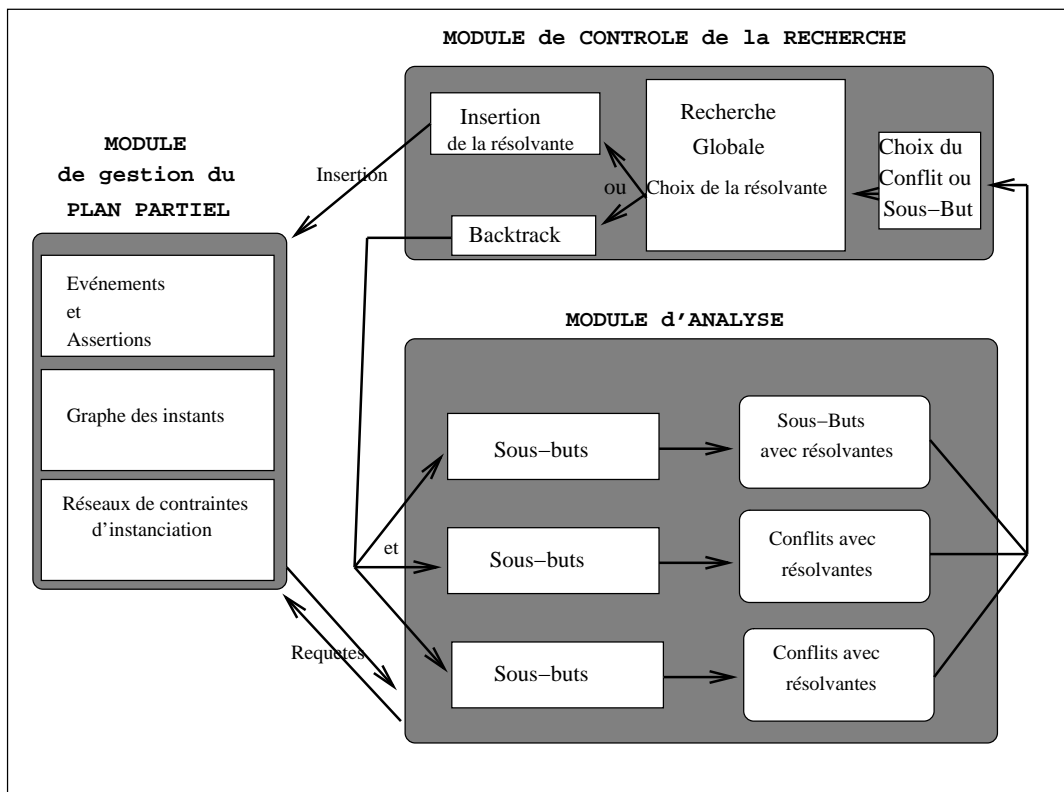 MODULE de CONTROLE de la RECHERCHE
Insertion
de la résolvante
Recherche
Globale
Choix de la résolvante
Choix du
Conflit ou
Sous−But
ou
Backtrack
MODULE
de gestion du
PLAN PARTIEL
Insertion
Evénements
et
Assertions
Graphe des instants
Réseaux de contraintes
d’instanciation
Requetes
MODULE d’ANALYSE
et
Sous−buts
Sous−Buts
avec résolvantes
Sous−buts
Conflits avec
résolvantes
Sous−buts
Conflits avec
résolvantes